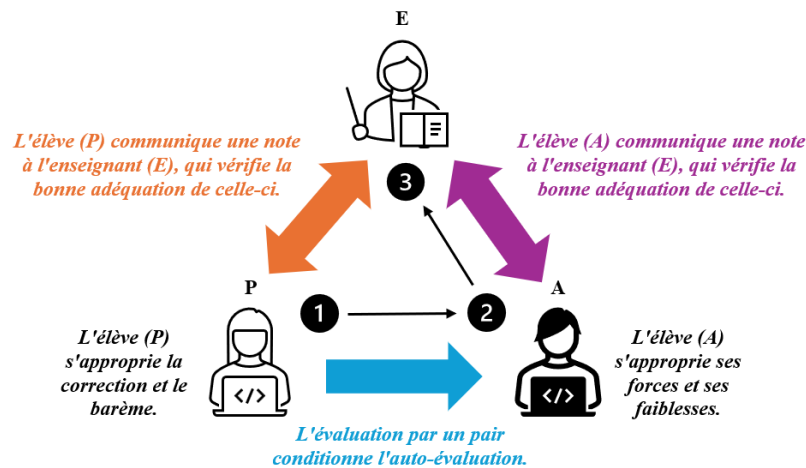 E
L'élève (P) communique une note
à l'enseignant (E), qui vérifie la
bonne adéquation de celle-ci.
L'élève (A) communique une note
à l'enseignant (E), qui vérifie la
bonne adéquation de celle-ci.
3
P
A
1
2
L'élève (P)
s'approprie la
correction et le
barème.
</>
</>
L'élève (A)
s'approprie ses
forces et ses
faiblesses.
L'évaluation par un pair
conditionne l'auto-évaluation.